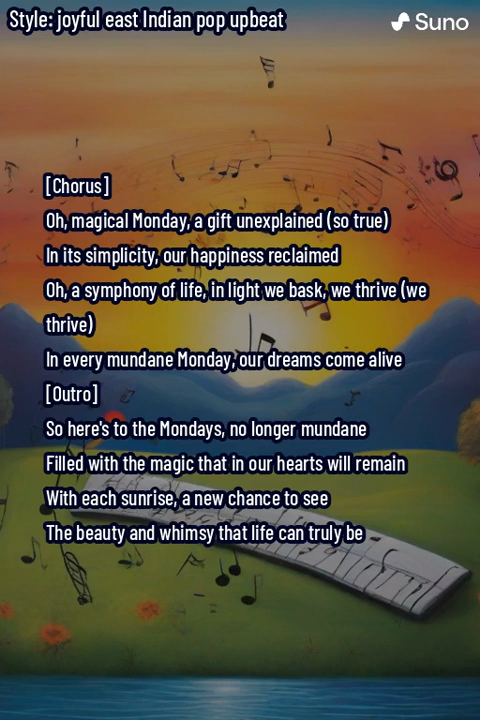 Style: joyful east Indian pop upbeat
Suno
[Chorus]
Oh, magical Monday, a gift unexplained (so true)
In its simplicity, our happiness reclaimed
Oh, a symphony of life, in light we bask, we thrive (we
thrive)
In every mundane Monday, our dreams come alive
[Outro]
So here's to the Mondays, no longer mundane
Filled with the magic that in our hearts will remain
With each sunrise, a new chance to see
The beauty and whimsy that life can truly be